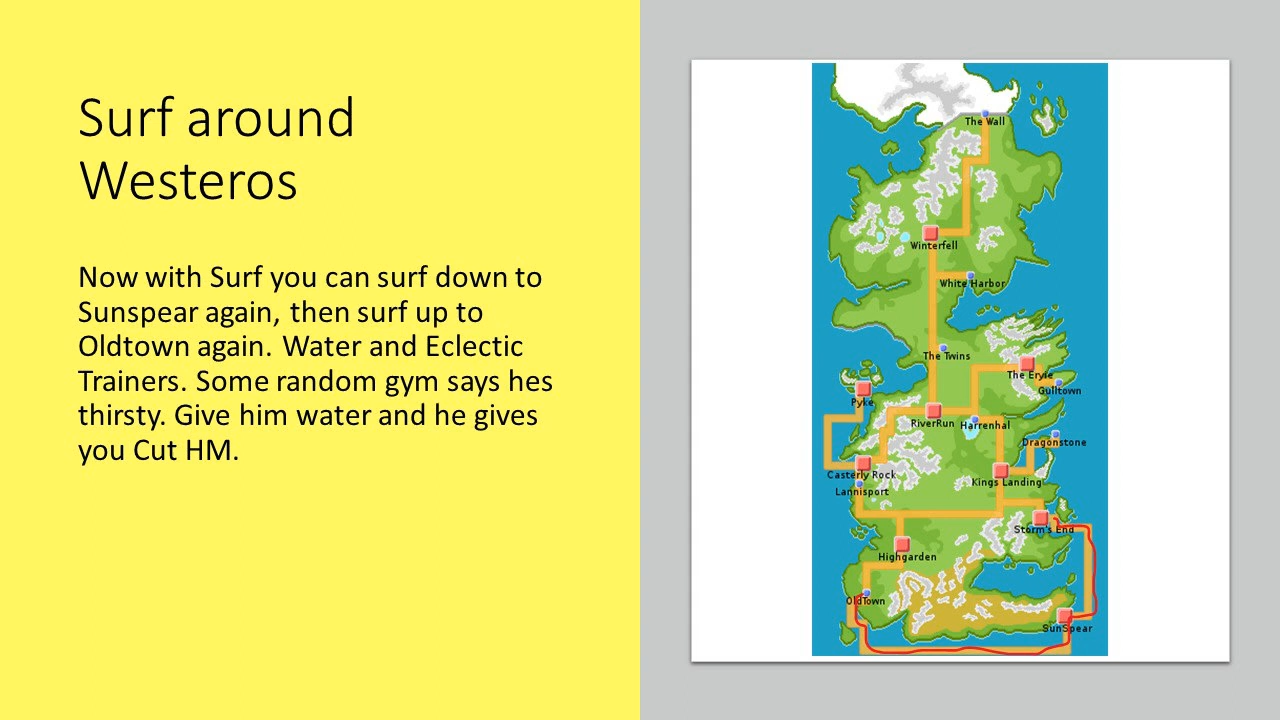 Surf around
Westeros
Now with Surf you can surf down to
Sunspear again, then surf up to
Oldtown again. Water and Eclectic
Trainers. Some random gym says hes
thirsty. Give him water and he gives
you Cut HM.
The Wall
Winterfell
White Harbor
The Twins
The Eryie
Gulltown
Pyke
RiverRun
Harrenhal
Dragonstone
Casterly Rock
Kings Landing
Lannisport
Storm's End
Highgarden
OldTown
SunSpear